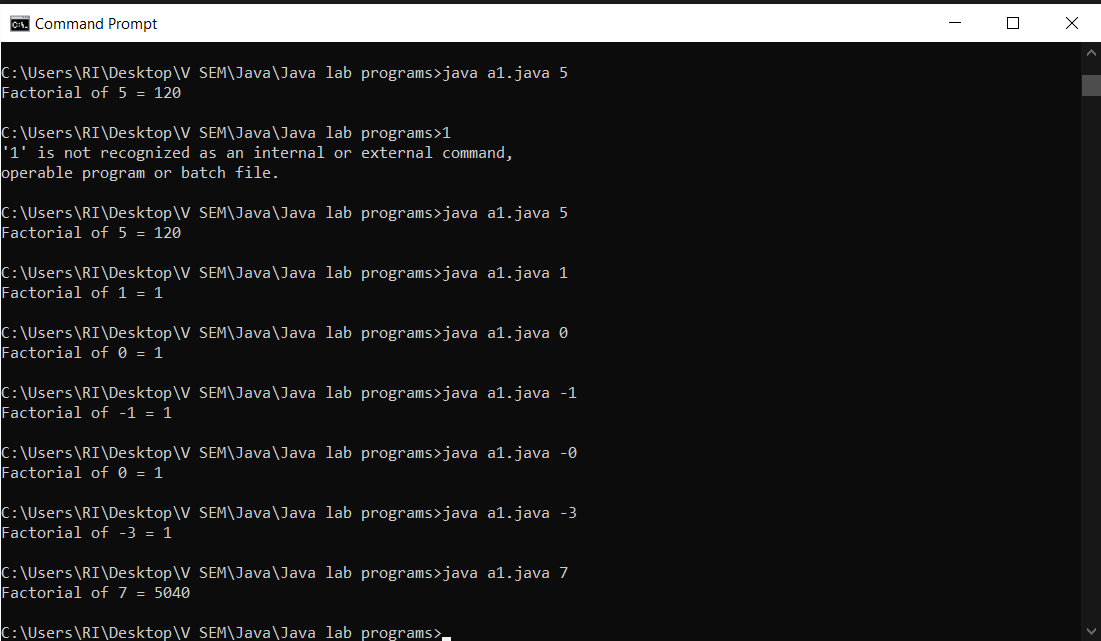 Command Prompt
C:\Users\RI\Desktop\V SEM\Java\Java lab programs>java a1.java 5
Factorial of 5 = 120
C:\Users\RI\Desktop\V SEM\Java\Java lab programs>1
'1' is not recognized as an internal or external command,
operable program or batch file.
C:\Users\RI\Desktop\V SEM\Java\Java lab programs>java a1.java 5
Factorial of 5 = 120
C:\Users\RI\Desktop\V SEM\Java\Java lab programs>java a1.java 1
Factorial of 1 = 1
C:\Users\RI\Desktop\V SEM\Java\Java lab programs>java a1.java 0
Factorial of 0 = 1
C:\Users\RI\Desktop\V SEM\Java\Java lab programs>java a1.java -1
Factorial of -1 = 1
C:\Users\RI\Desktop\V SEM\Java\Java lab programs>java a1.java -0
Factorial of 0 = 1
C:\Users\RI\Desktop\V SEM\Java\Java lab programs>java a1.java -3
Factorial of -3 = 1
C:\Users\RI\Desktop\V SEM\Java\Java lab programs>java a1.java 7
Factorial of 7 = 5040
C:\Users\RI\Desktop\V SEM\Java\Java lab programs>